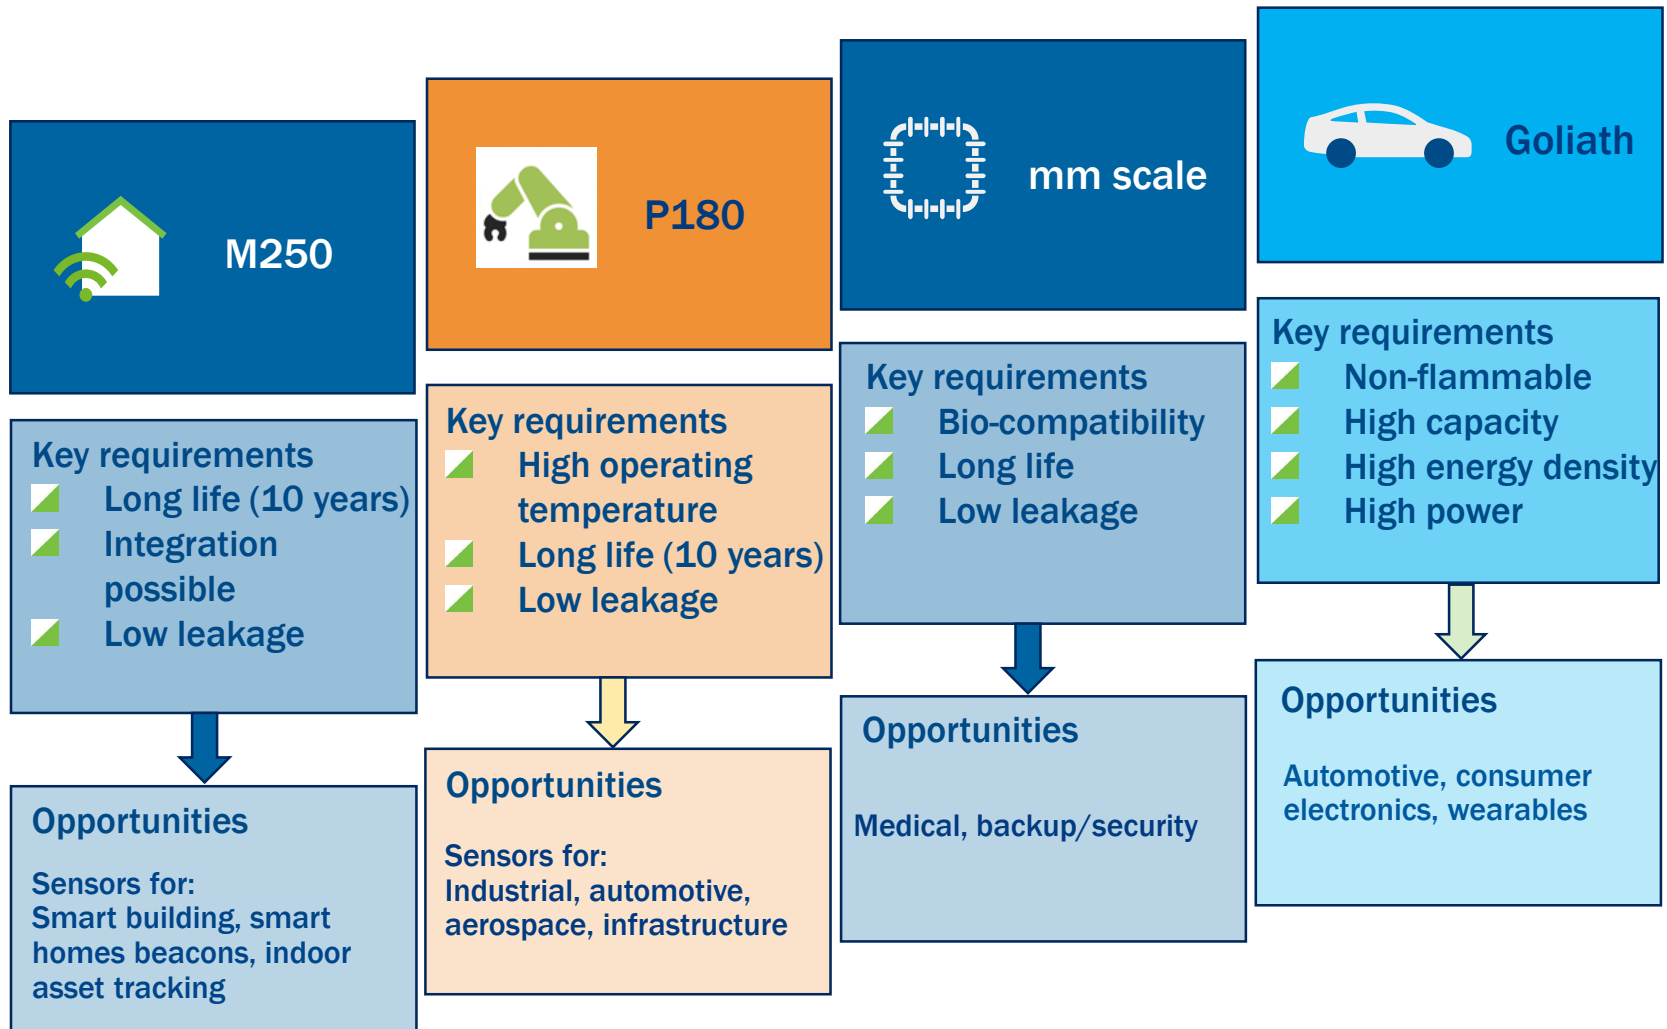 M250
Key requirements
Long life (10 years)
Integration
possible
Low leakage
Opportunities
Sensors for:
Smart building, smart
homes beacons, indoor
asset tracking
P180
Key requirements
High operating
temperature
Long life (10 years)
Low leakage
Opportunities
Sensors for:
Industrial, automotive,
aerospace, infrastructure
mm scale
Key requirements
Bio-compatibility
Long life
Low leakage
Opportunities
Medical, backup/security
Goliath
Key requirements
Non-flammable
High capacity
High energy density
High power
Opportunities
Automotive, consumer
electronics, wearables